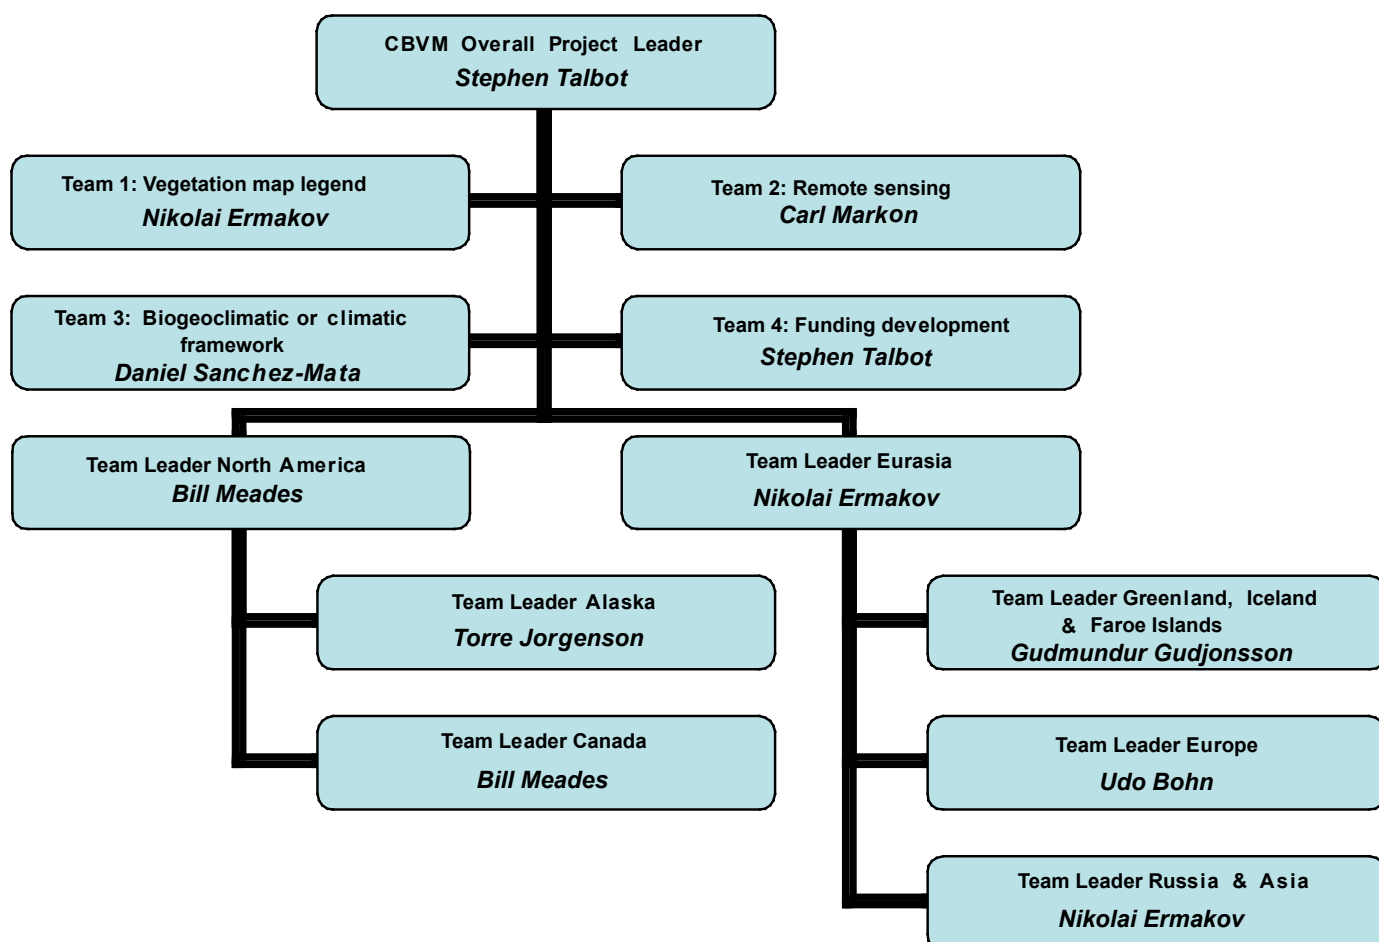 CBVM Overall Project Leader
Stephen Talbot
Team 1: Vegetation map legend
Nikolai Ermakov
Team 2: Remote sensing
Carl Markon
Team 3: Biogeoclimatic or climatic
framework
Daniel Sanchez-Mata
Team 4: Funding development
Stephen Talbot
Team Leader North America
Bill Meades
Team Leader Eurasia
Nikolai Ermakov
Team Leader Alaska
Torre Jorgenson
Team Leader Greenland, Iceland
& Faroe Islands
Gudmundur Gudjonsson
Team Leader Canada
Bill Meades
Team Leader Europe
Udo Bohn
Team Leader Russia & Asia
Nikolai Ermakov